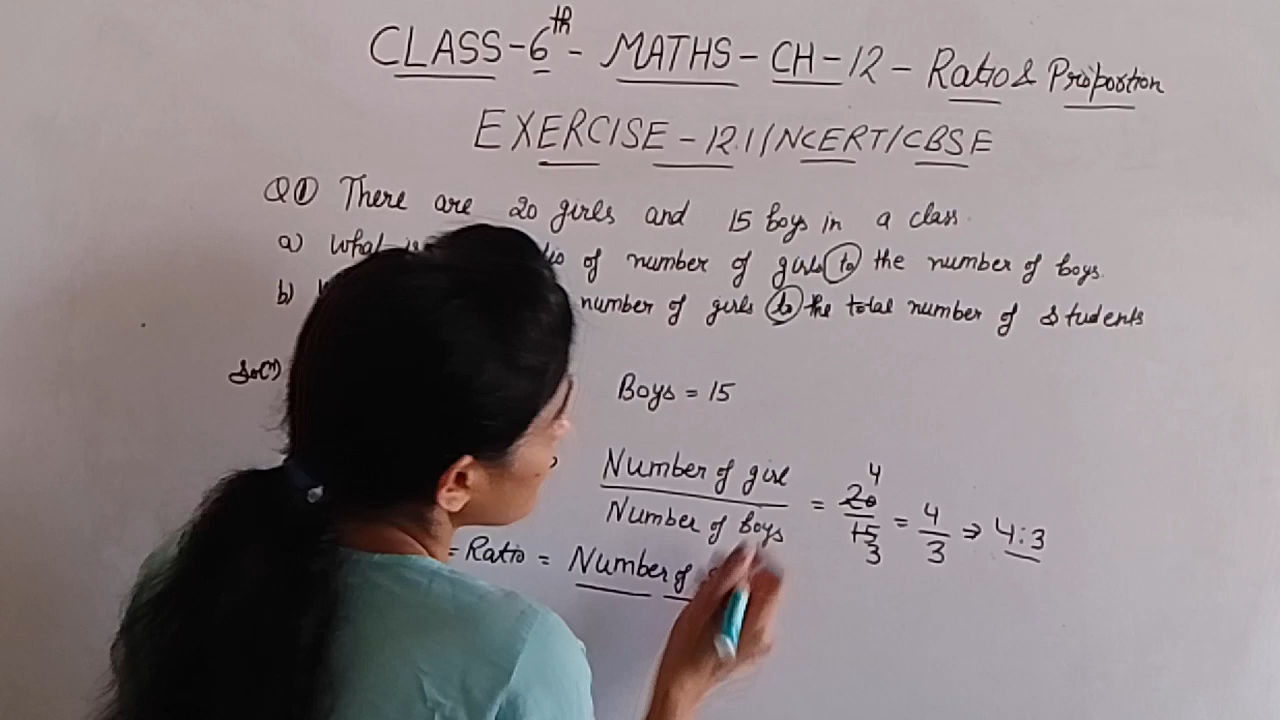 CLASS-6th- MATHS- CH-12- Ratio & Proportion
EXERCISE-12.1//NCERT/CBSE
Q① There are 20 girls and 15 boys in a class.
a) What is of number of girls to the number of boys.
b) number of girls to the total number of students
Boys = 15
Number of girl
Number of boys
= 20/15 4 3 = 4/3 ⇒ 4:3
= Ratio = Number of